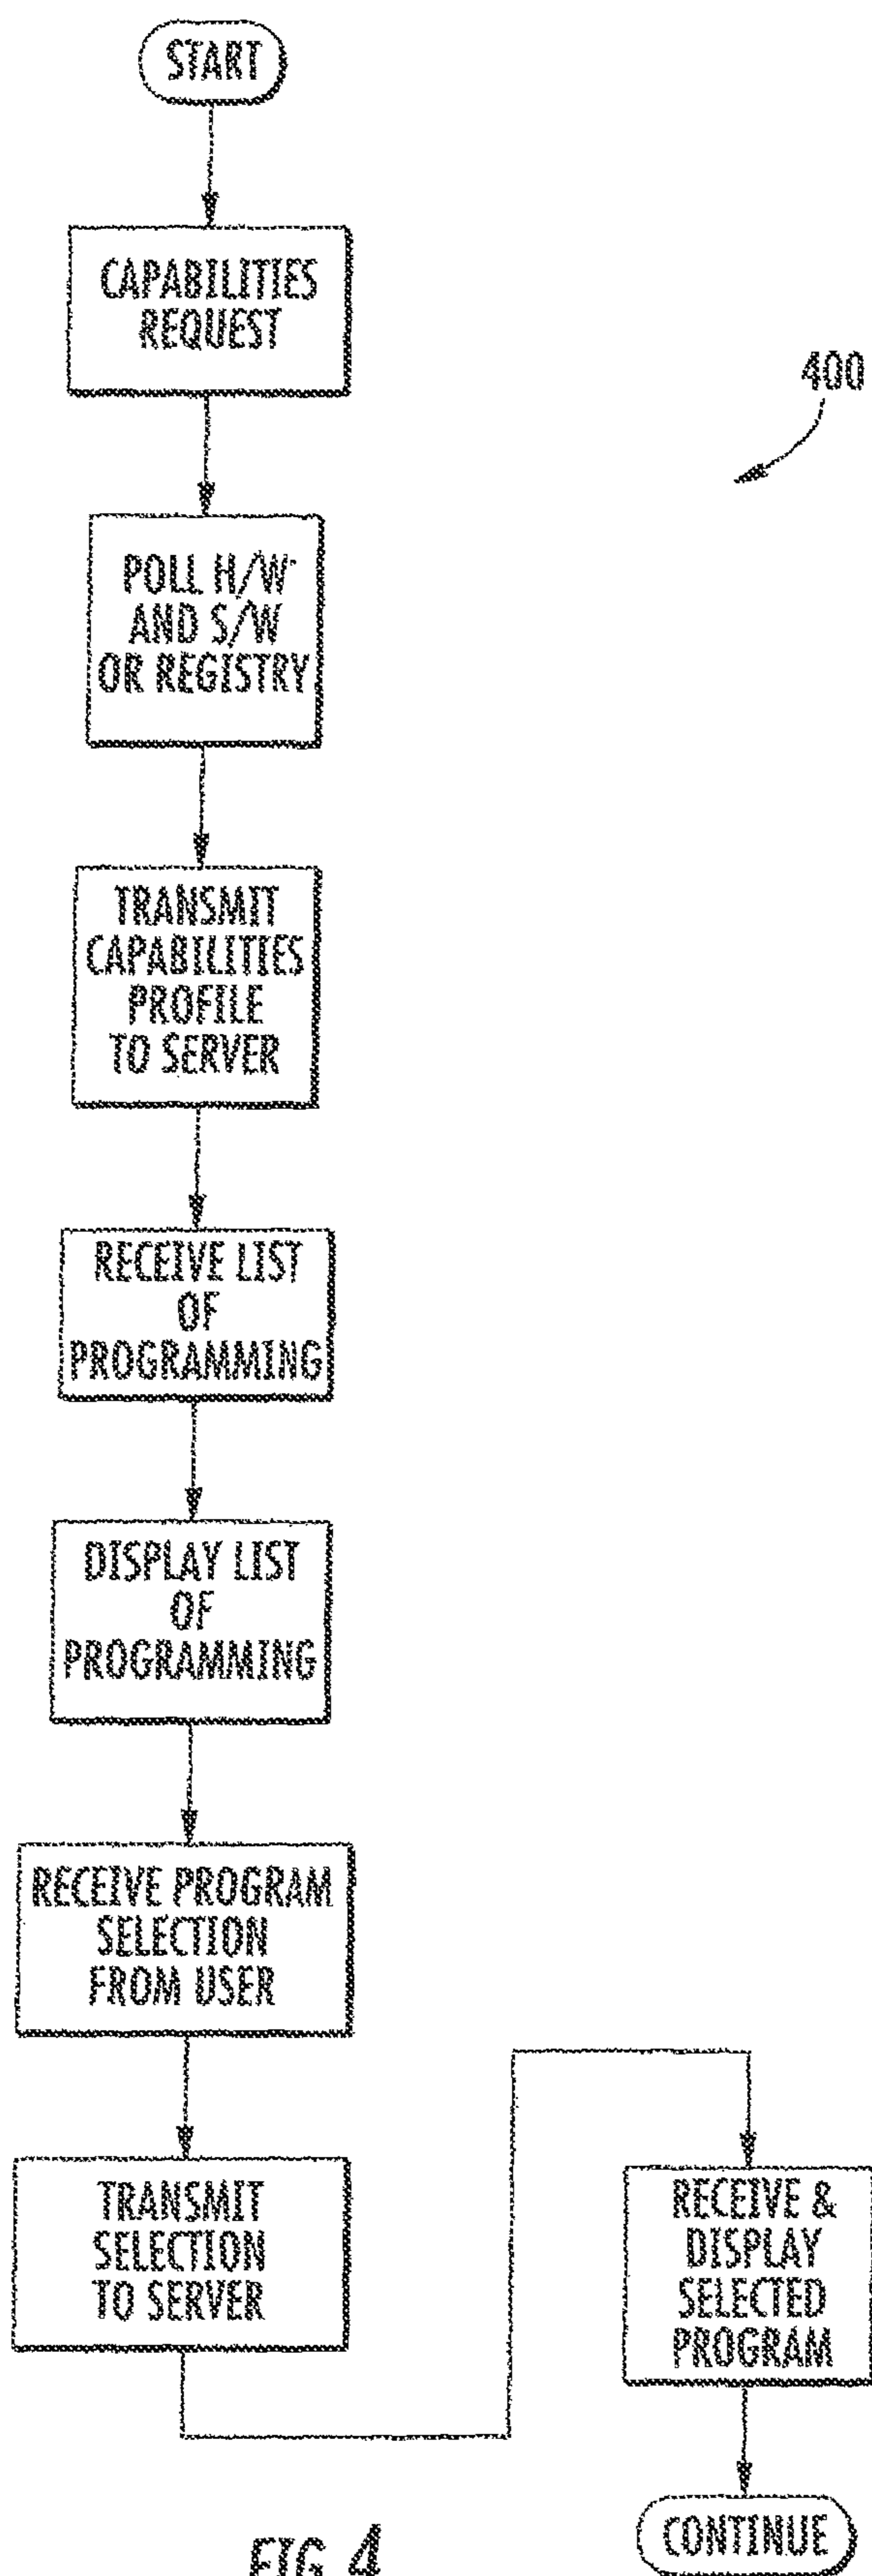 START
CAPABILITIES
REQUEST
400
POLL H/W
AND S/W
OR REGISTRY
TRANSMIT
CAPABILITIES
PROFILE
TO SERVER
RECEIVE LIST
OF
PROGRAMMING
DISPLAY LIST
OF
PROGRAMMING
RECEIVE PROGRAM
SELECTION
FROM USER
TRANSMIT
SELECTION
TO SERVER
RECEIVE &
DISPLAY
SELECTED
PROGRAM
CONTINUE
FIG. 4